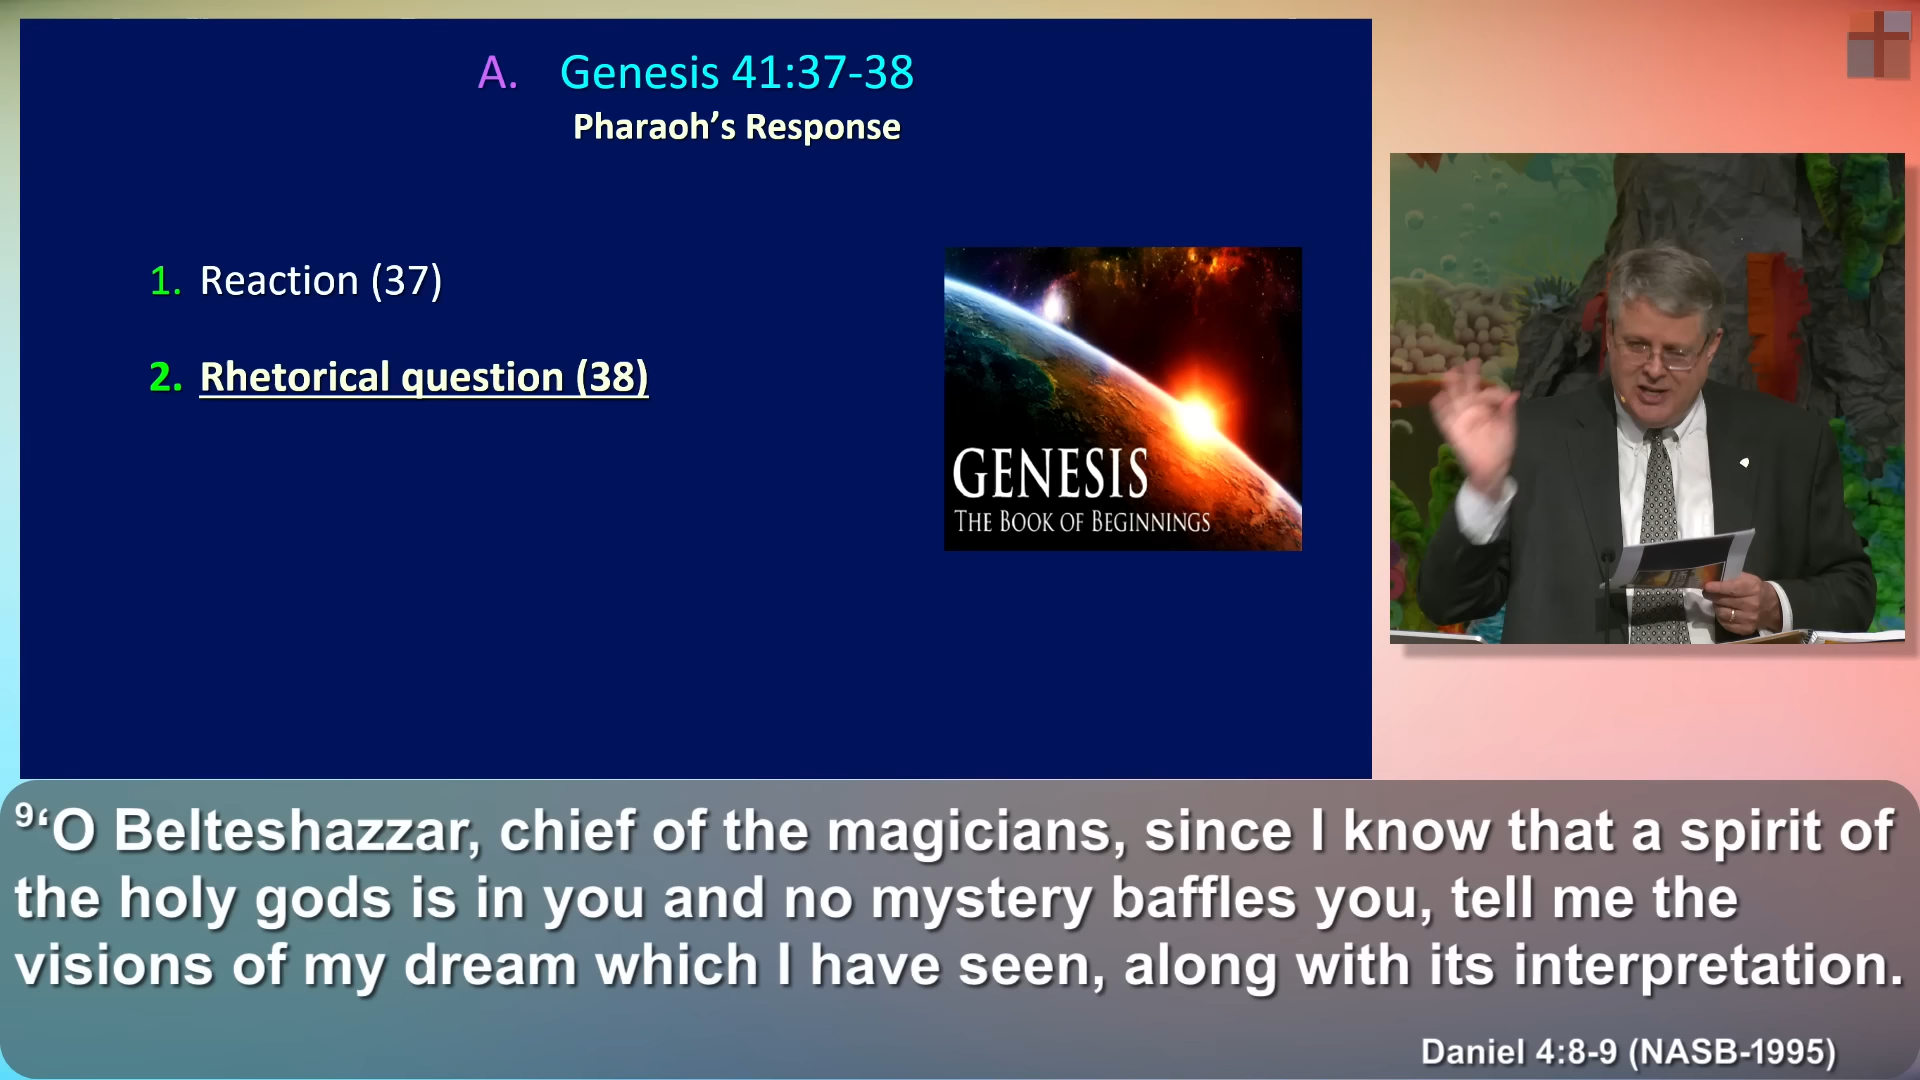 A. Genesis 41:37-38
Pharaoh’s Response
1. Reaction (37)
2. Rhetorical question (38)
GENESIS
THE BOOK OF BEGINNINGS
9‘O Belteshazzar, chief of the magicians, since I know that a spirit of
the holy gods is in you and no mystery baffles you, tell me the
visions of my dream which I have seen, along with its interpretation.
Daniel 4:8-9 (NASB-1995)